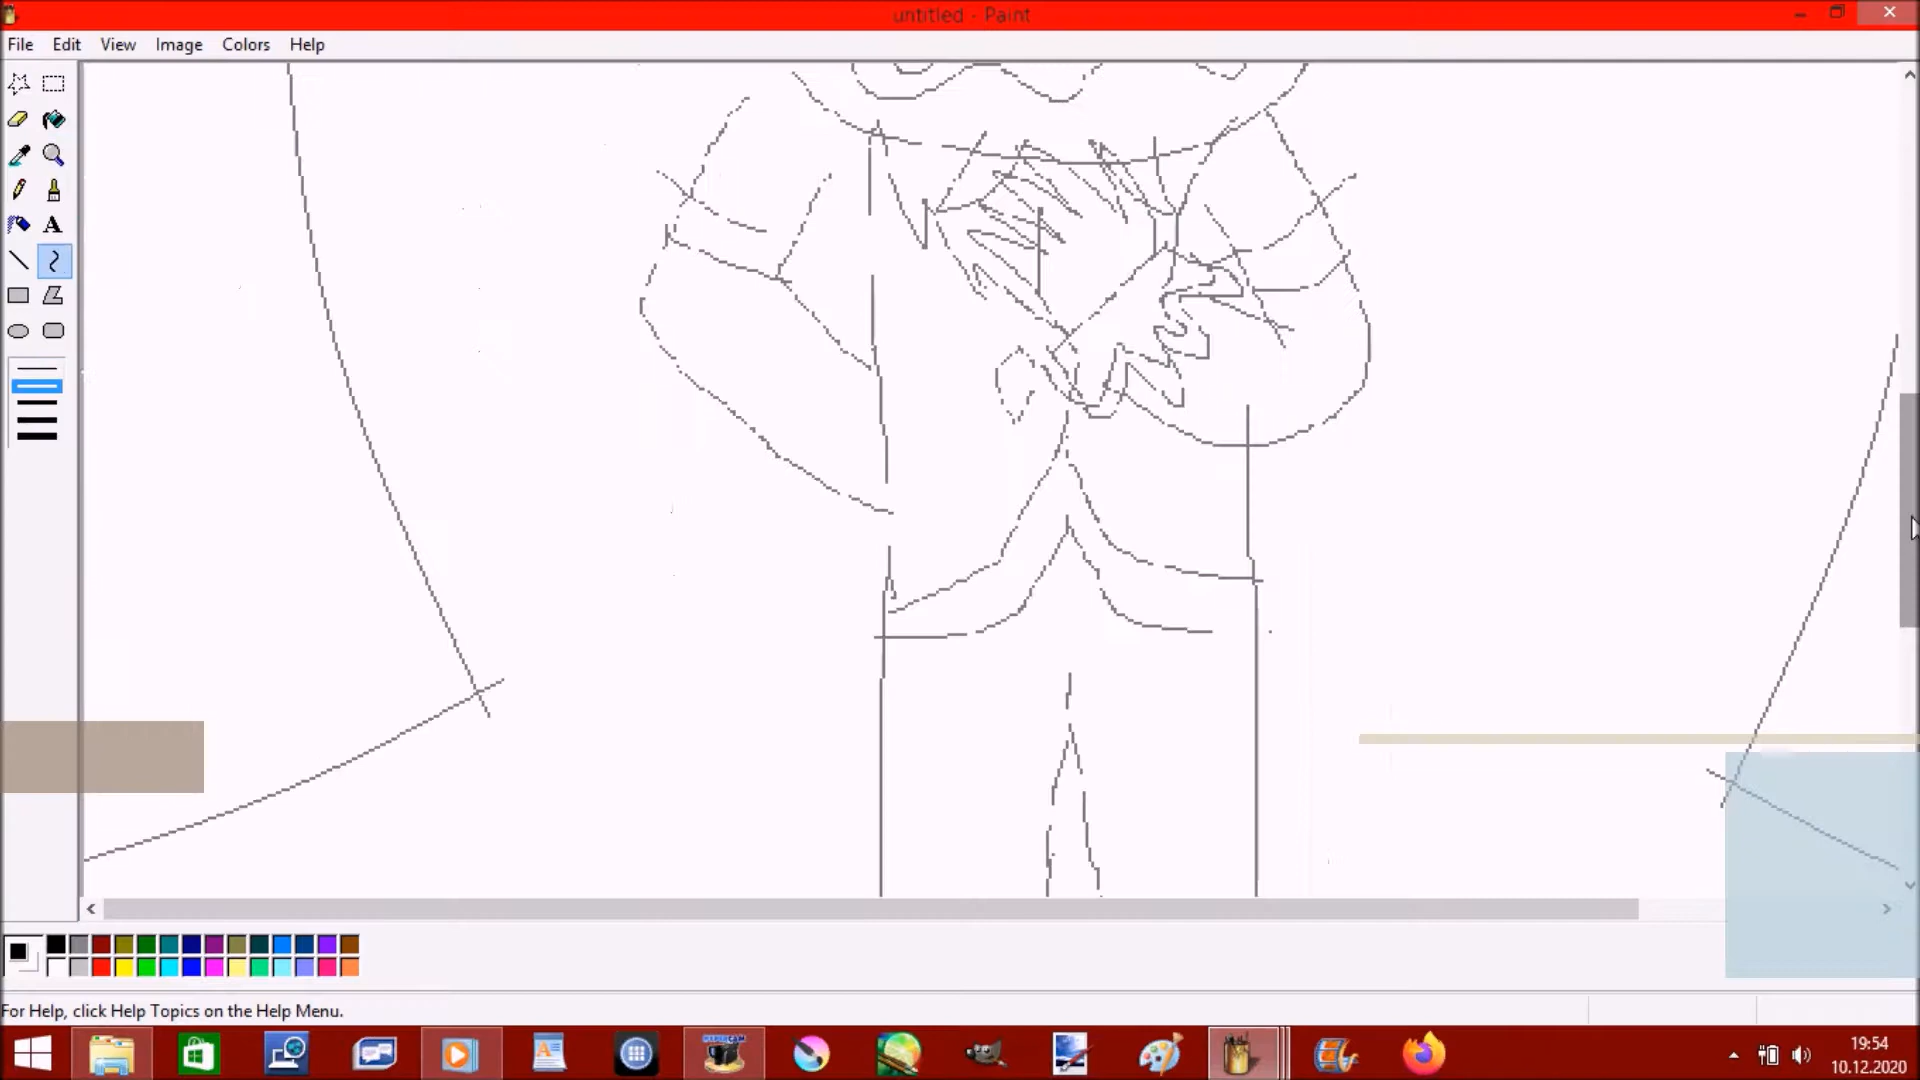 untitled - Paint
File Edit View Image Colors Help
A
For Help, click Help Topics on the Help Menu.
HYPERCAM
19:54
10.12.2020